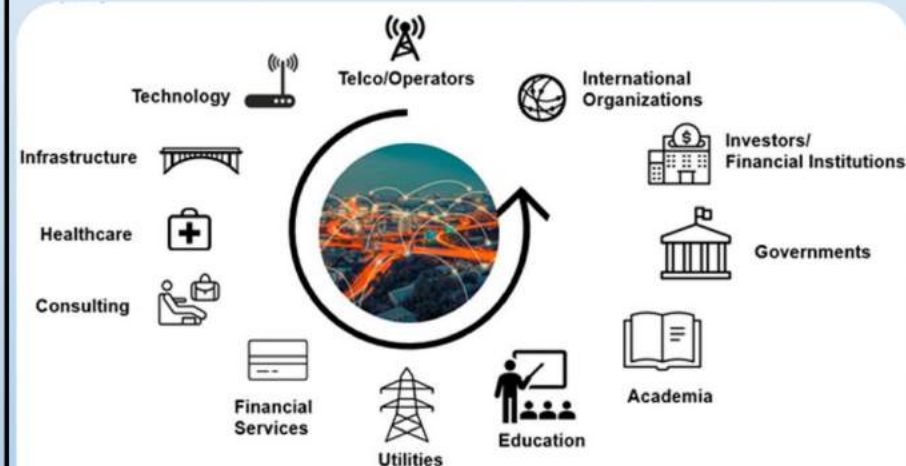 Telco/Operators
International
Organizations
Investors/
Financial Institutions
Governments
Academia
Education
Utilities
Financial
Services
Consulting
Healthcare
Infrastructure
Technology
$